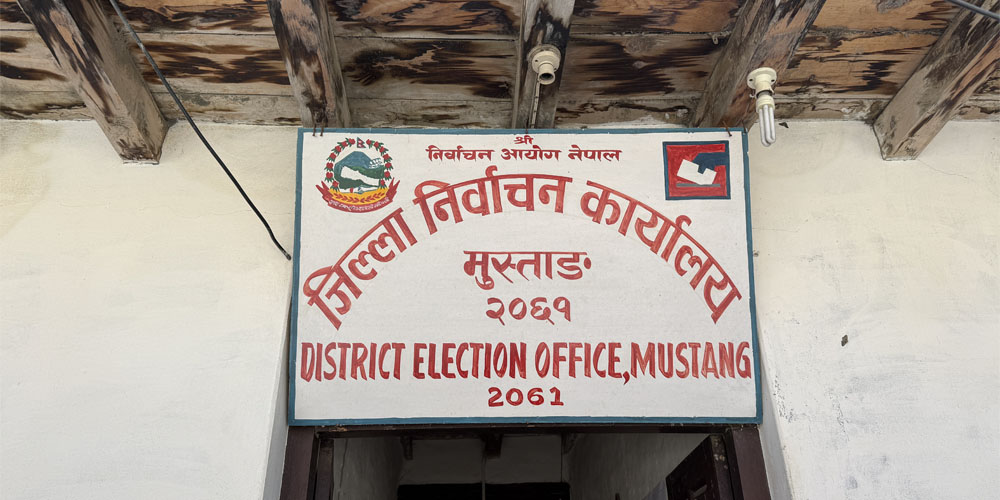 श्री
निर्वाचन आयोग नेपाल
जिल्ला निर्वाचन कार्यालय
मुस्ताङ
२०६१
DISTRICT ELECTION OFFICE, MUSTANG
2061